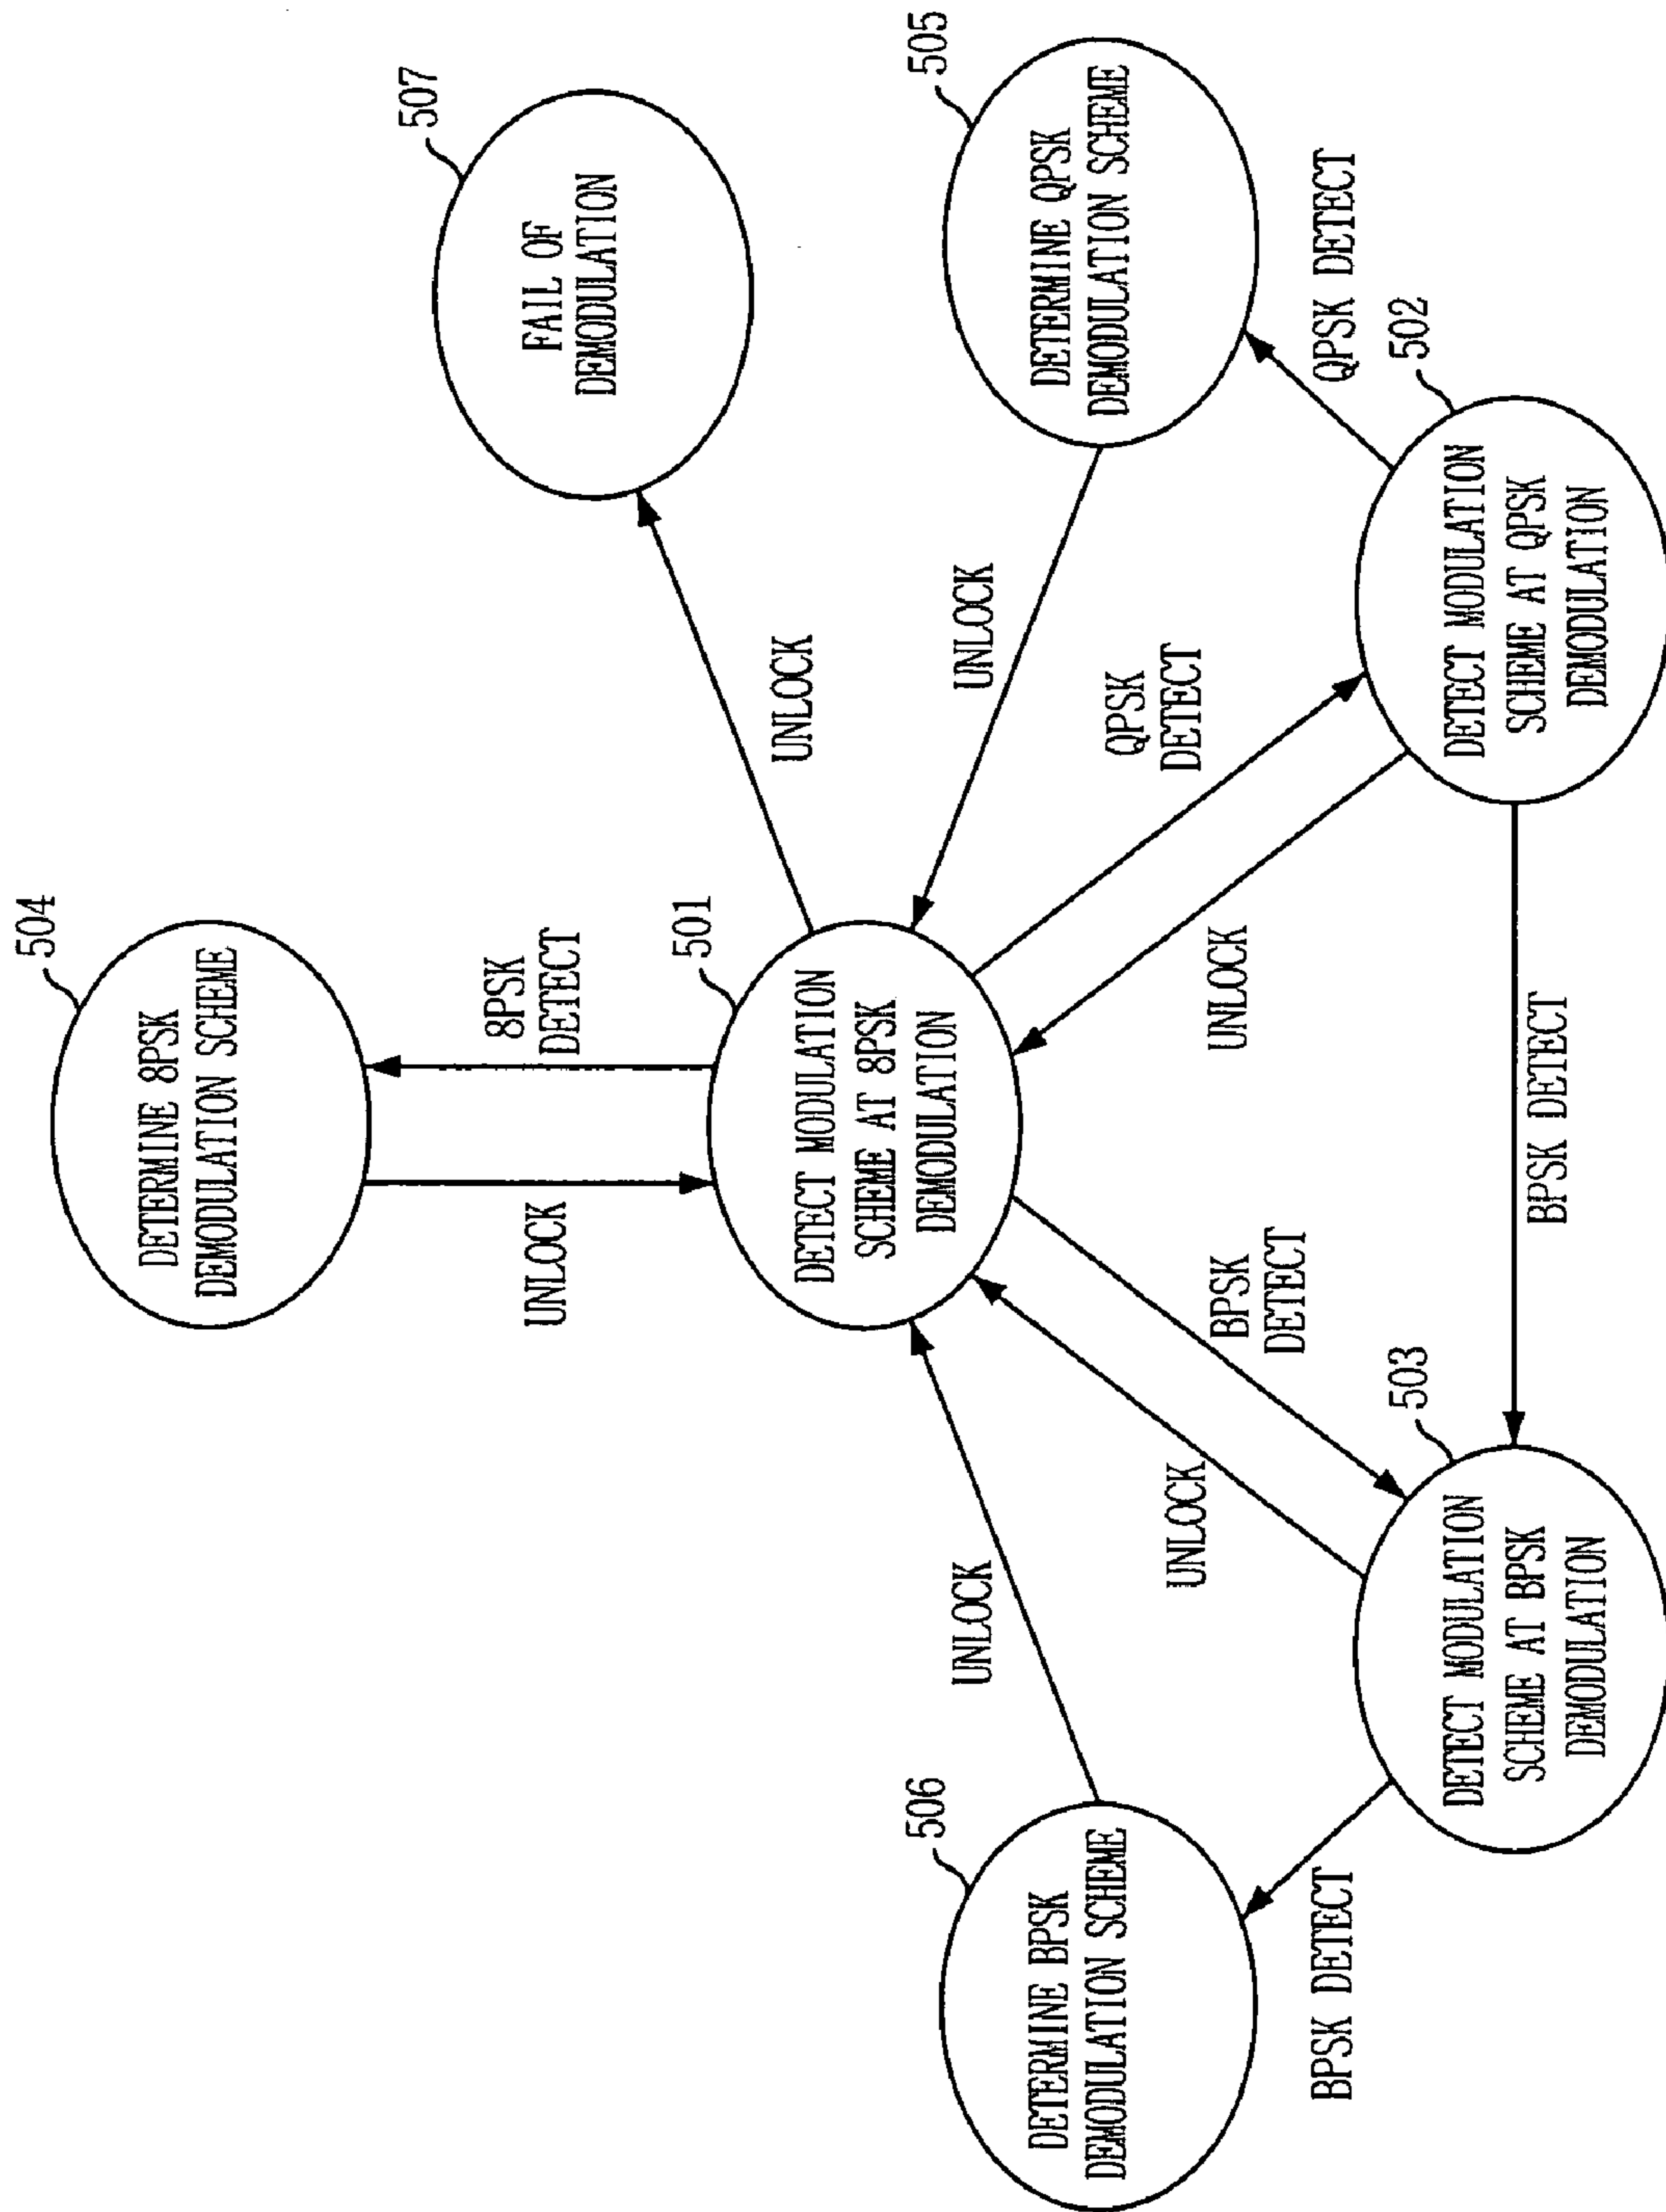 504
DETERMINE 8PSK
DEMODULATION SCHEME
UNLOCK
8PSK
DETECT
507
FAIL OF
DEMODULATION
UNLOCK
501
DETECT MODULATION
SCHEME AT 8PSK
DEMODULATION
506
DETERMINE BPSK
DEMODULATION SCHEME
UNLOCK
505
DETERMINE QPSK
DEMODULATION SCHEME
UNLOCK
UNLOCK
BPSK
DETECT
UNLOCK
QPSK
DETECT
BPSK DETECT
QPSK DETECT
503
DETECT MODULATION
SCHEME AT BPSK
DEMODULATION
BPSK DETECT
502
DETECT MODULATION
SCHEME AT QPSK
DEMODULATION